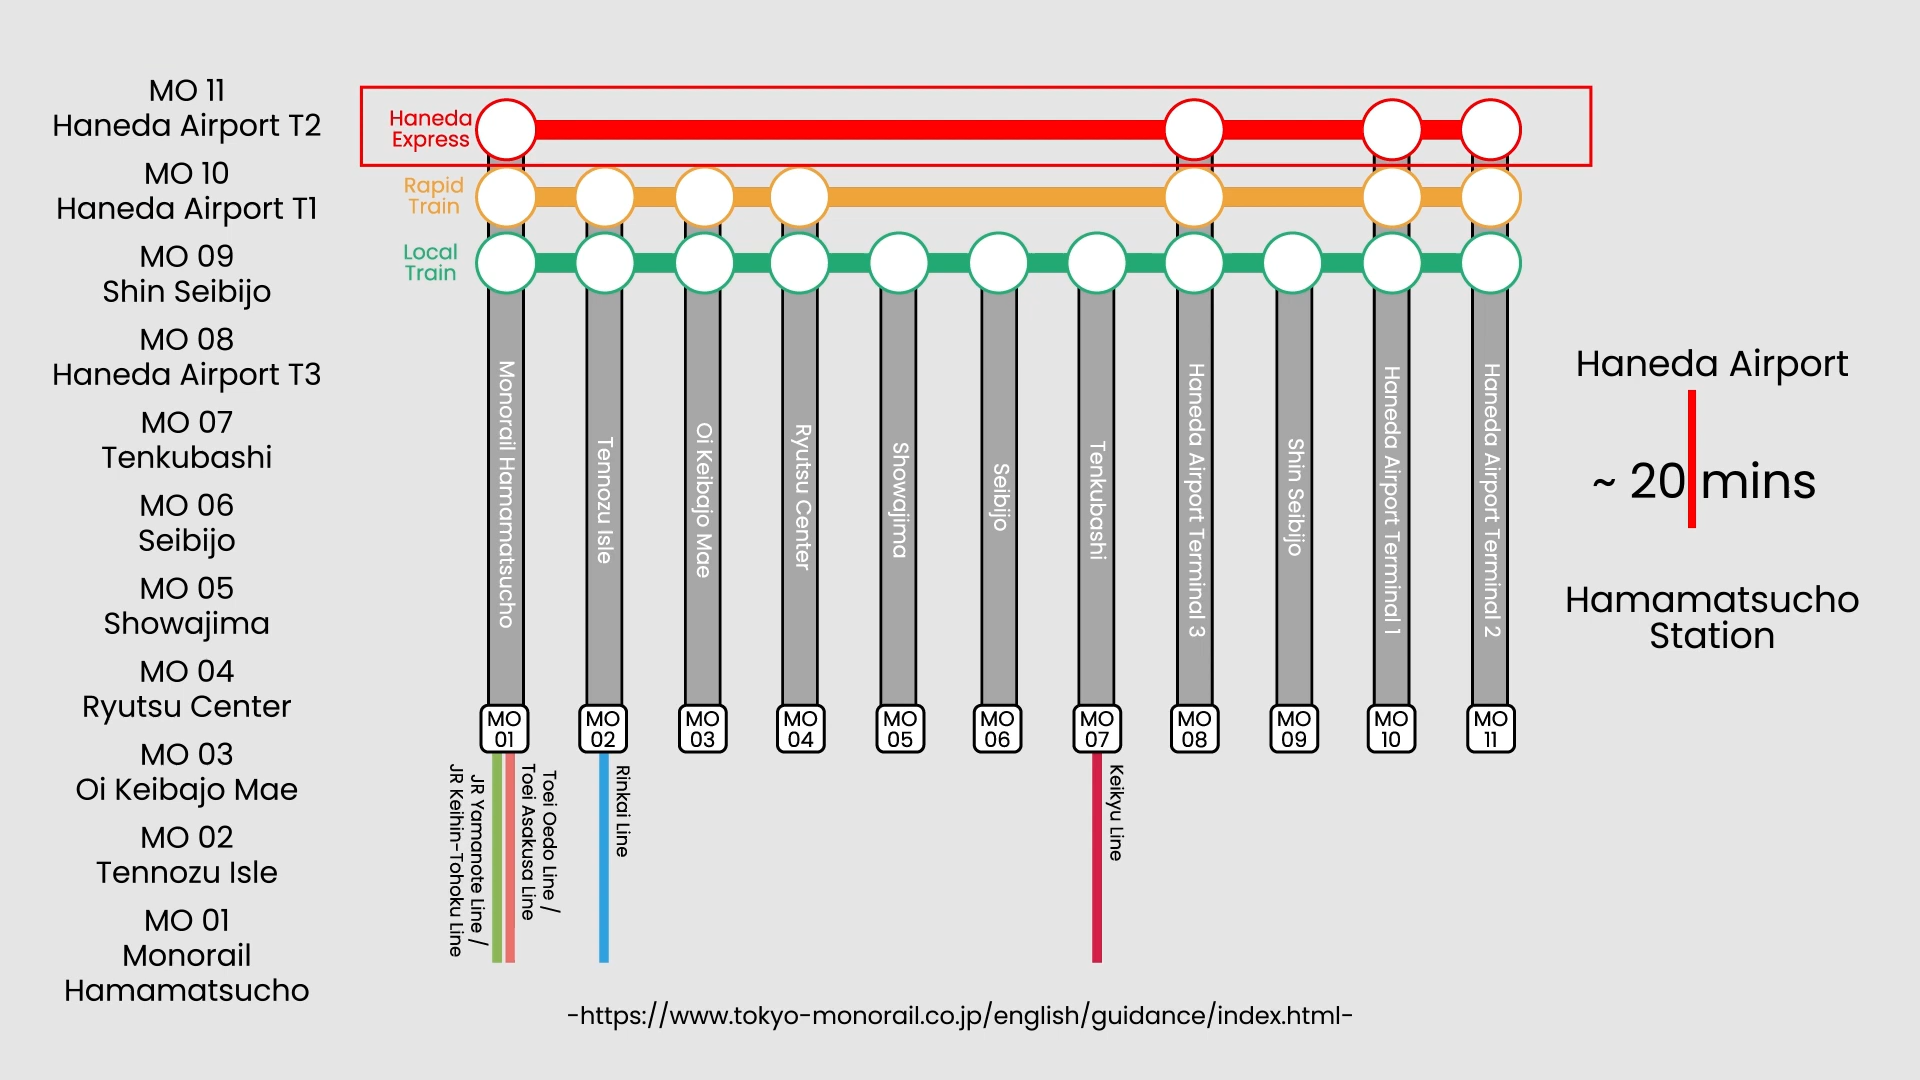 MO 11
Haneda Airport T2
MO 10
Haneda Airport T1
MO 09
Shin Seibijo
MO 08
Haneda Airport T3
MO 07
Tenkubashi
MO 06
Seibijo
MO 05
Showajima
MO 04
Ryutsu Center
MO 03
Oi Keibajo Mae
MO 02
Tennozu Isle
MO 01
Monorail
Hamamatsucho
Haneda
Express
Rapid
Train
Local
Train
Monorail Hamamatsucho
Tennozu Isle
Oi Keibajo Mae
Ryutsu Center
Showajima
Seibijo
Tenkubashi
Haneda Airport Terminal 3
Shin Seibijo
Haneda Airport Terminal 1
Haneda Airport Terminal 2
MO
01
MO
02
MO
03
MO
04
MO
05
MO
06
MO
07
MO
08
MO
09
MO
10
MO
11
JR Yamanote Line /
JR Keihin-Tohoku Line
Toei Oedo Line /
Toei Asakusa Line
Rinkai Line
Keikyu Line
Haneda Airport
~ 20 mins
Hamamatsucho
Station
-https://www.tokyo-monorail.co.jp/english/guidance/index.html-